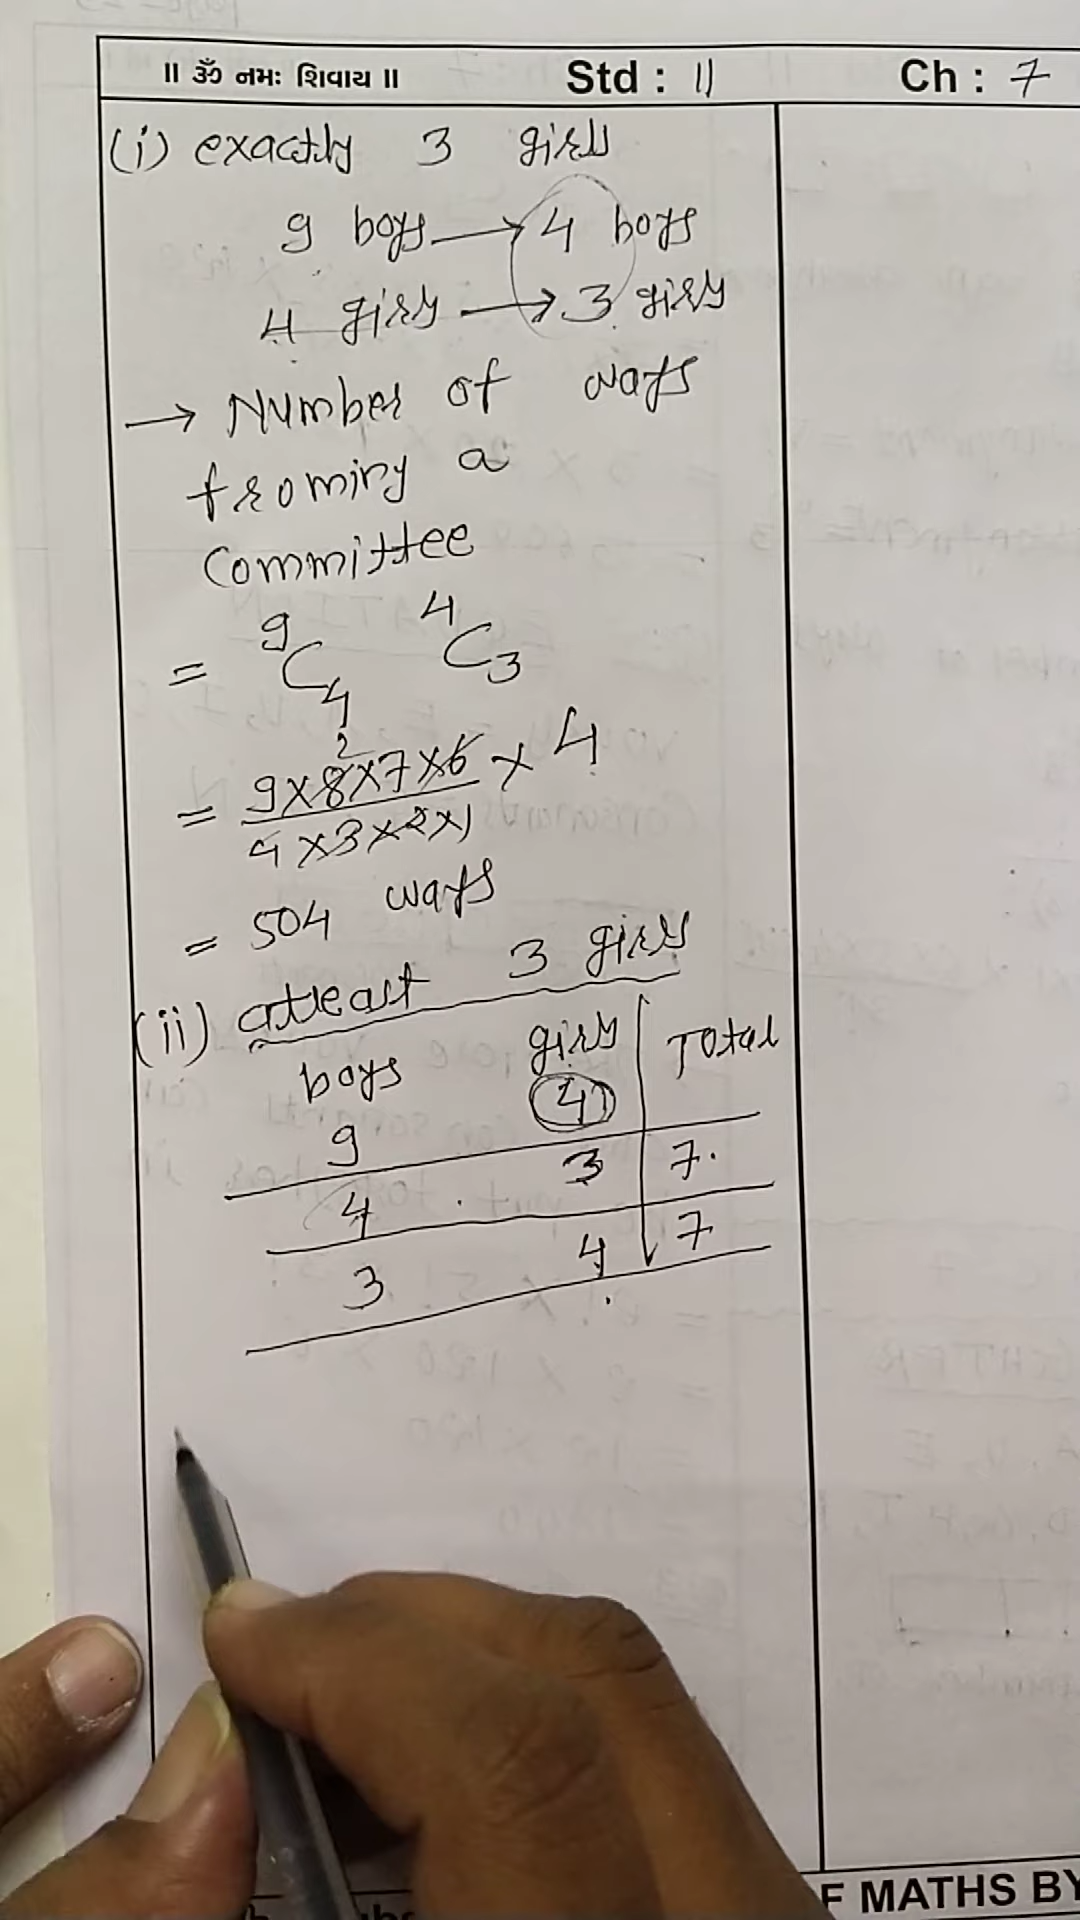 ॥ ૐ નમઃ શિવાય ॥ Std : 11 Ch : 7
(i) exactly 3 girls
9 boys → 4 boys
4 girls → 3 girls
→ Number of ways
froming a
Committee
= ⁹C₄ ⁴C₃
= 9×8×7×6 / 4×3×2×1 × 4
2
= 504 ways
(ii) atleast 3 girls
boys girls Total
9 4
4 3 7
3 4 7
F MATHS BY